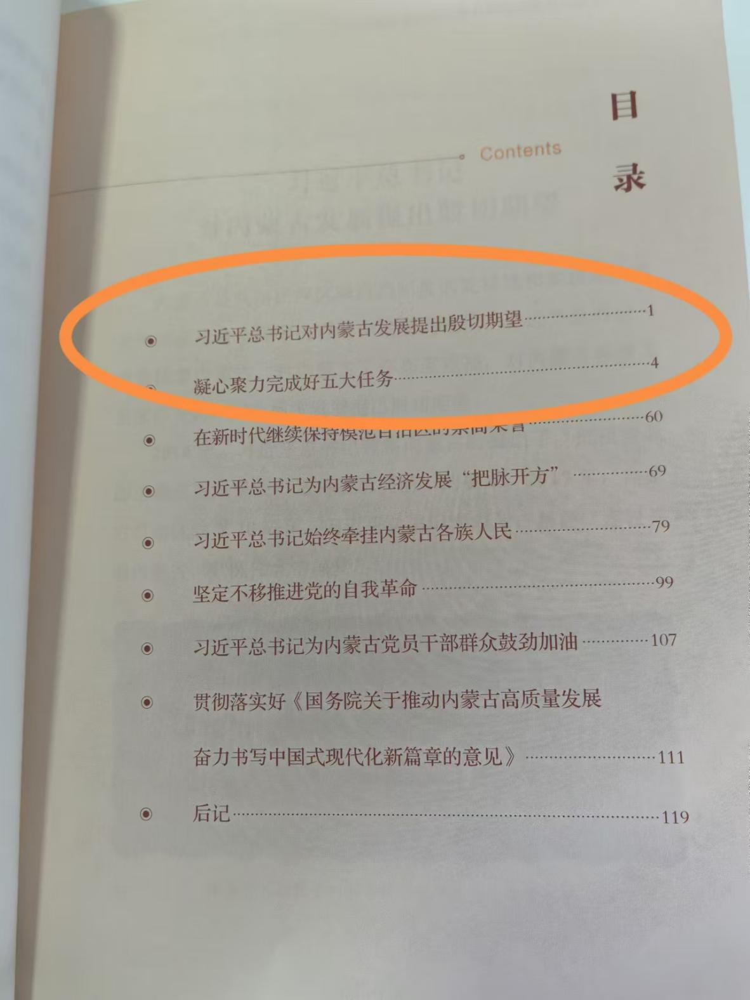 目录
Contents
习近平总书记对内蒙古发展提出殷切期望……1
凝心聚力完成好五大任务……4
在新时代继续保持模范自治区的崇高荣誉……60
习近平总书记为内蒙古经济发展“把脉开方”……69
习近平总书记始终牵挂内蒙古各族人民……79
坚定不移推进党的自我革命……99
习近平总书记为内蒙古党员干部群众鼓劲加油……107
贯彻落实好《国务院关于推动内蒙古高质量发展
奋力书写中国式现代化新篇章的意见》……111
后记……119